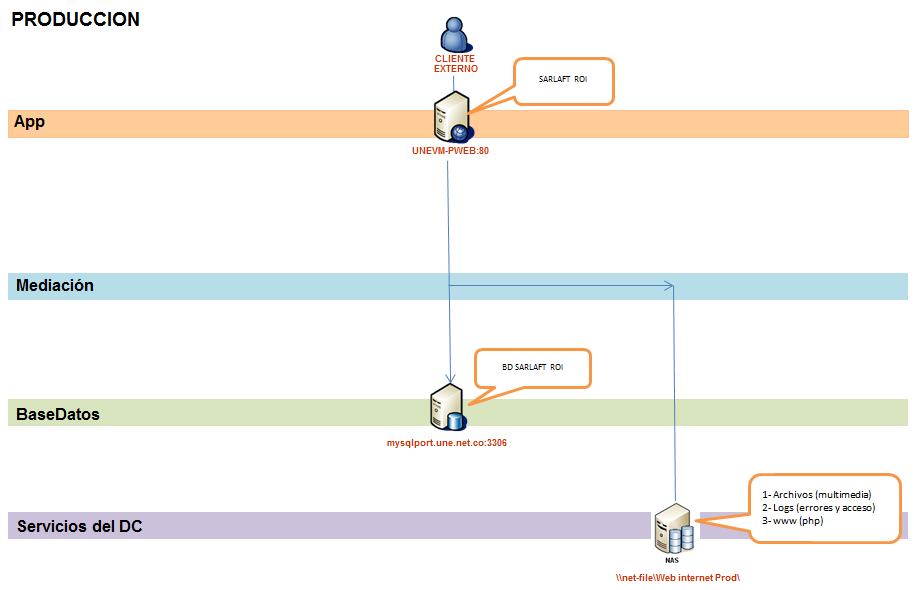 PRODUCCION
CLIENTE
EXTERNO
SARLAFT ROI
App
UNEVM-PWEB:80
Mediación
BD SARLAFT ROI
BaseDatos
mysqlport.une.net.co:3306
1- Archivos (multimedia)
2- Logs (errores y acceso)
3- www (php)
Servicios del DC
NAS
\\net-file\Web internet Prod\